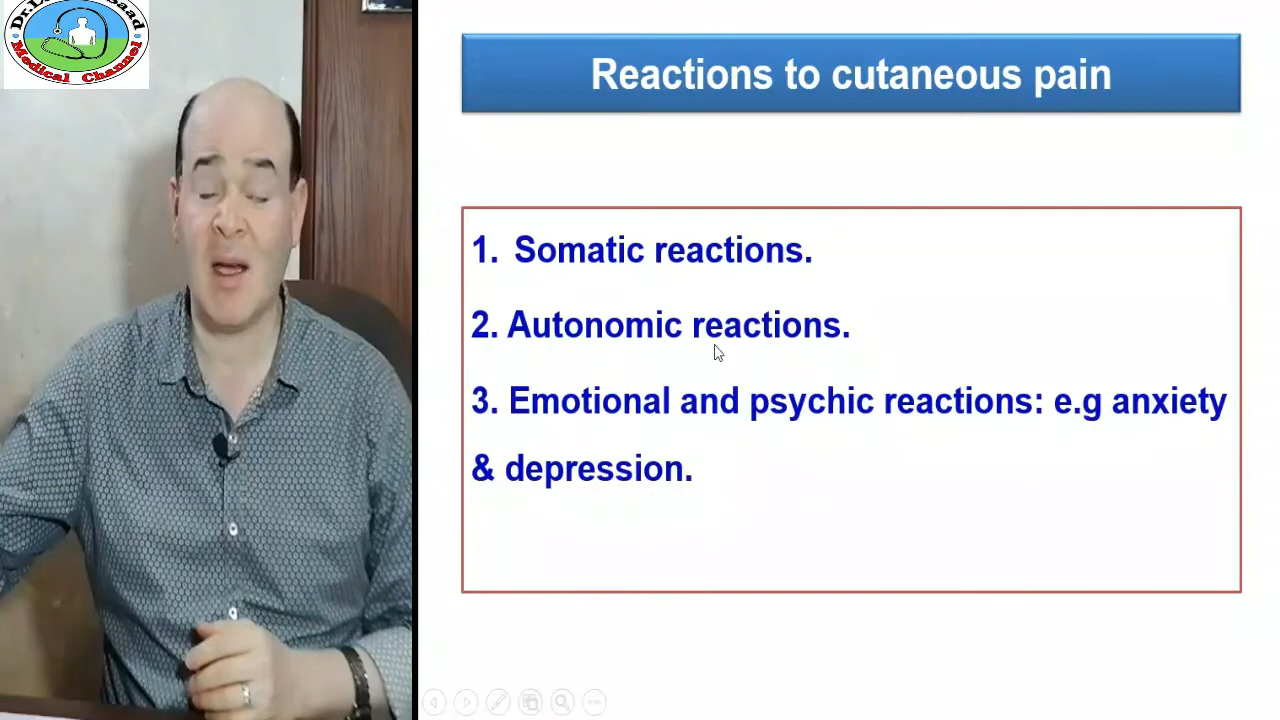 Medical Channel
Reactions to cutaneous pain
1. Somatic reactions.
2. Autonomic reactions.
3. Emotional and psychic reactions: e.g anxiety
& depression.